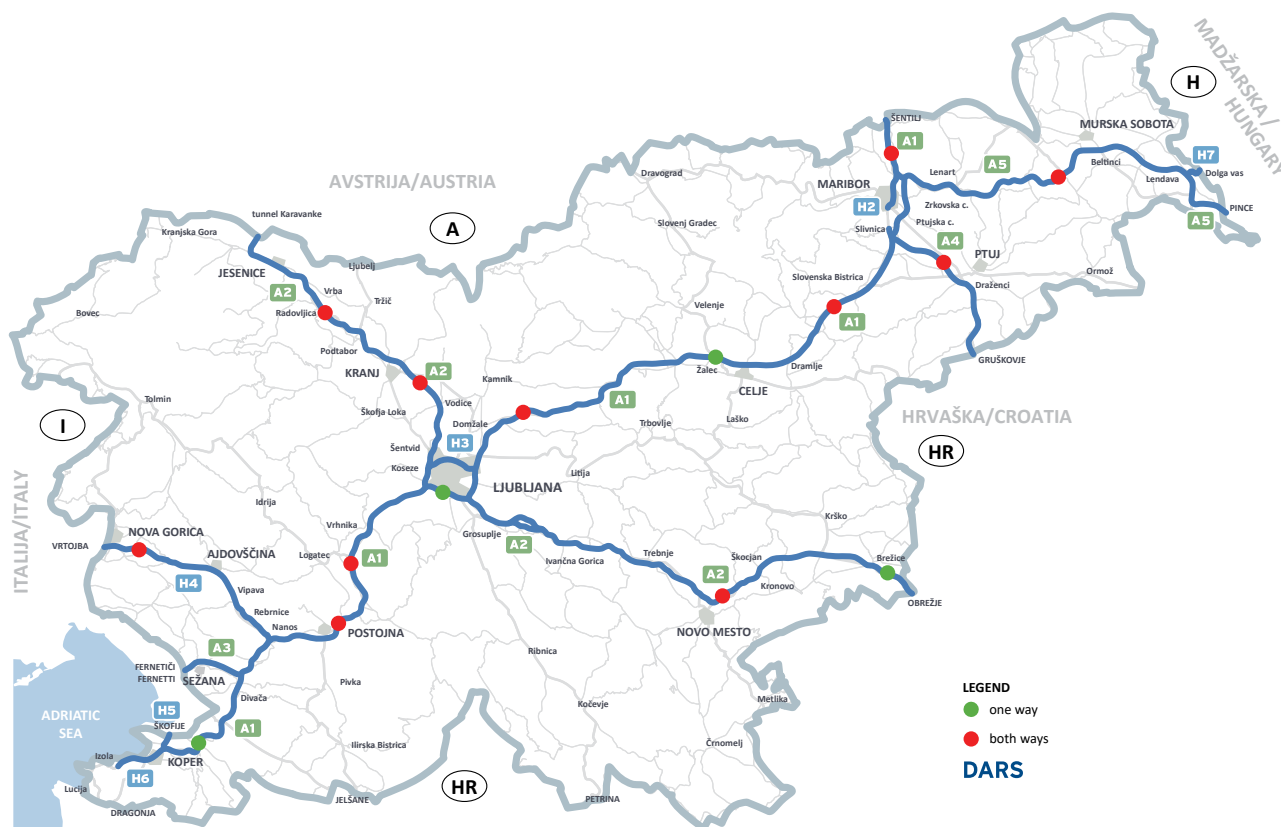 MADŽARSKA/
HUNGARY
H
ŠENTILJ
A1
MURSKA SOBOTA
A5
Beltinci
H7
Dolga vas
Lenart
Lendava
PINCE
A5
AVSTRIJA/AUSTRIA
A
Dravograd
MARIBOR
H2
Zrkovska c.
Ptujska c.
Slovenj Gradec
Slivnica
A4
PTUJ
Ormož
Draženci
tunnel Karavanke
Kranjska Gora
JESENICE
Ljubelj
A2
Vrba
Tržič
Radovljica
Bovec
Podtabor
KRANJ
A2
Slovenska Bistrica
A1
Velenje
Žalec
Dramlje
GRUŠKOVJE
CELJE
Kamnik
A1
Vodice
Škofja Loka
Domžale
Tolmin
I
Trbovlje
Laško
HRVAŠKA/CROATIA
HR
Šentvid
H3
Koseze
LJUBLJANA
Litija
Idrija
Vrhnika
Krško
ITALIJA/ITALY
NOVA GORICA
VRTOJBA
AJDOVŠČINA
Logatec
A1
Grosuplje
A2
Ivančna Gorica
Trebnje
Škocjan
Brežice
A2
Kronovo
OBREŽJE
H4
Vipava
Rebrnice
Nanos
POSTOJNA
NOVO MESTO
A3
FERNETIČI
FERNETTI
SEŽANA
Divača
Pivka
Ribnica
Kočevje
Metlika
ADRIATIC
SEA
H5
ŠKOFIJE
A1
Izola
KOPER
H6
Lucija
DRAGONJA
Ilirska Bistrica
JELŠANE
HR
PETRINA
Črnomelj
LEGEND
one way
both ways
DARS